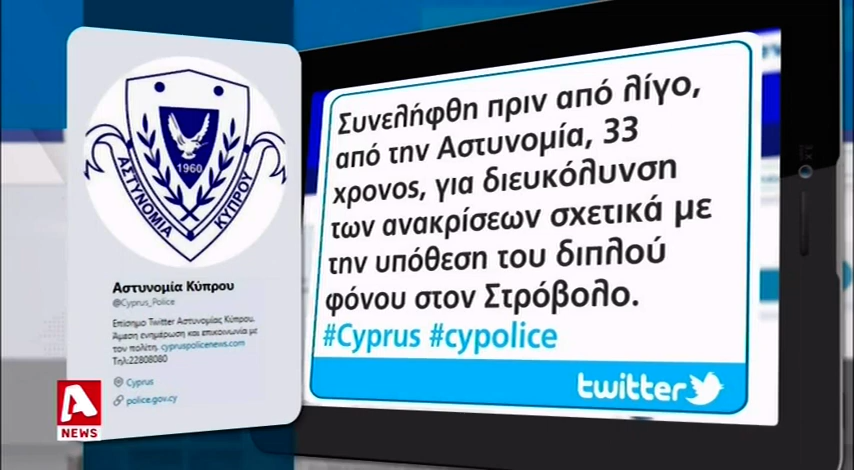 ΑΣΤΥΝΟΜΙΑ
1960
ΚΥΠΡΟΥ
Αστυνομία Κύπρου
@Cyprus_Police
Επίσημο Twitter Αστυνομίας Κύπρου.
Άμεση ενημέρωση και επικοινωνία με
τον πολίτη. cypruspolicenews.com
Τηλ:22808080
Cyprus
police.gov.cy
A
NEWS
Συνελήφθη πριν από λίγο,
από την Αστυνομία, 33
χρονος, για διευκόλυνση
των ανακρίσεων σχετικά με
την υπόθεση του διπλού
φόνου στον Στρόβολο.
#Cyprus #cypolice
twitter